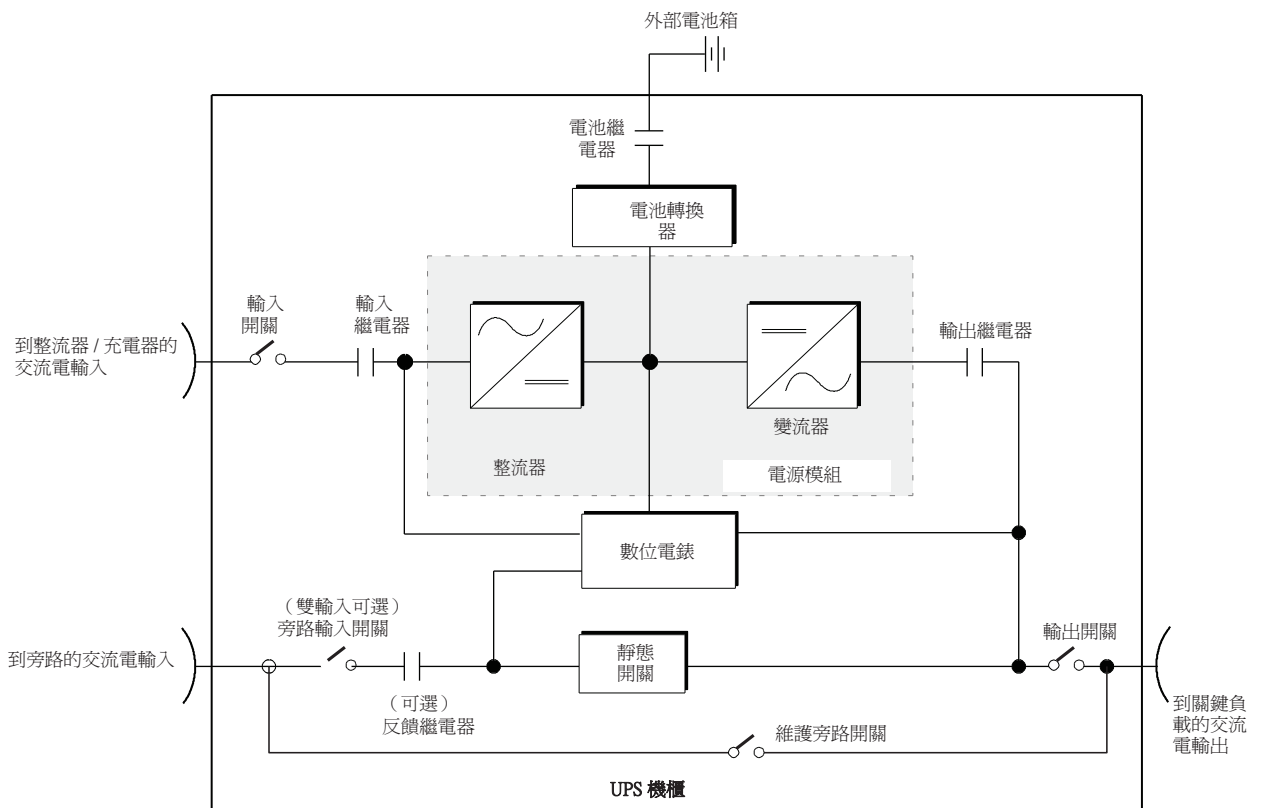 外部電池箱
電池繼
電器
電池轉換
器
輸入
開關
輸入
繼電器
到整流器 / 充電器的
交流電輸入
輸出繼電器
變流器
整流器
電源模組
數位電錶
（雙輸入可選）
旁路輸入開關
到旁路的交流電輸入
靜態
開關
輸出開關
（可選）
反饋繼電器
到關鍵負
載的交流
電輸出
維護旁路開關
UPS 機櫃